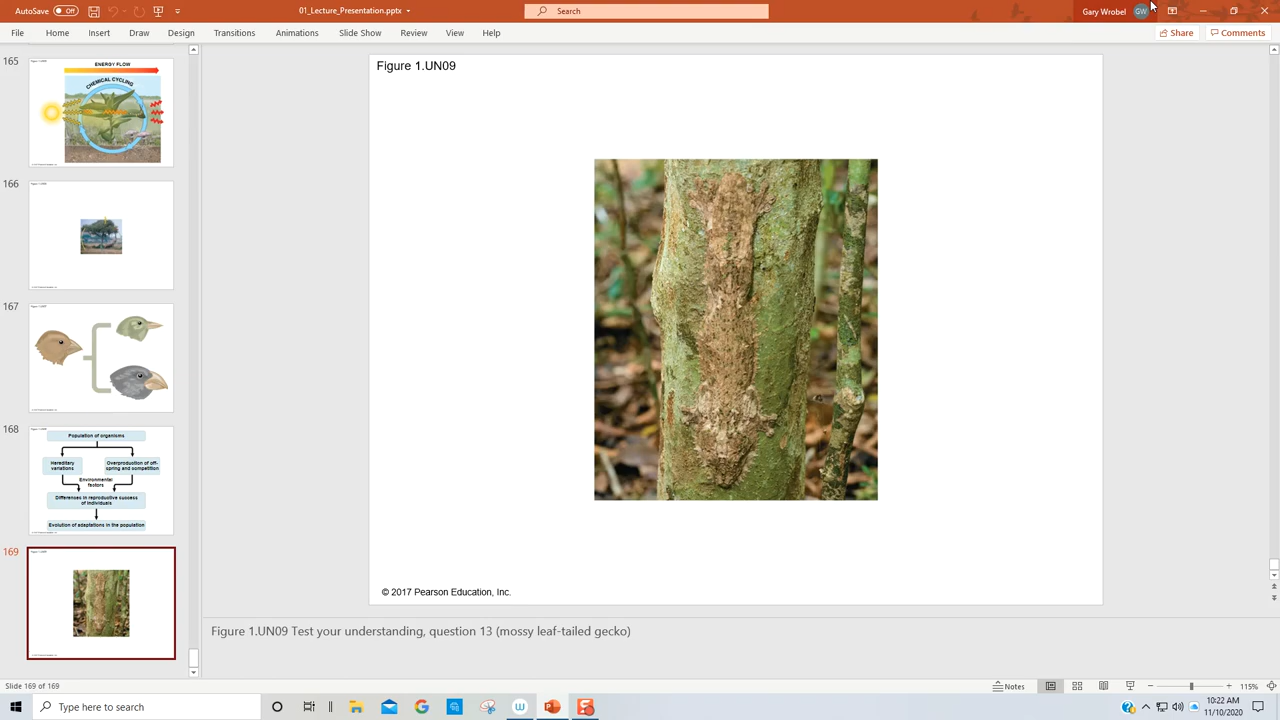 AutoSave Off 01_Lecture_Presentation.pptx Search Gary Wrobel GW
File Home Insert Draw Design Transitions Animations Slide Show Review View Help Share Comments
165
ENERGY FLOW
CHEMICAL CYCLING
166
167
168
Population of organisms
Hereditary
variations
Overproduction of off-
spring and competition
Environmental
factors
Differences in reproductive success
of individuals
Evolution of adaptations in the population
169
Figure 1.UN09
© 2017 Pearson Education, Inc.
Figure 1.UN09 Test your understanding, question 13 (mossy leaf-tailed gecko)
Slide 169 of 169 Notes 115%
Type here to search
10:22 AM
11/10/2020